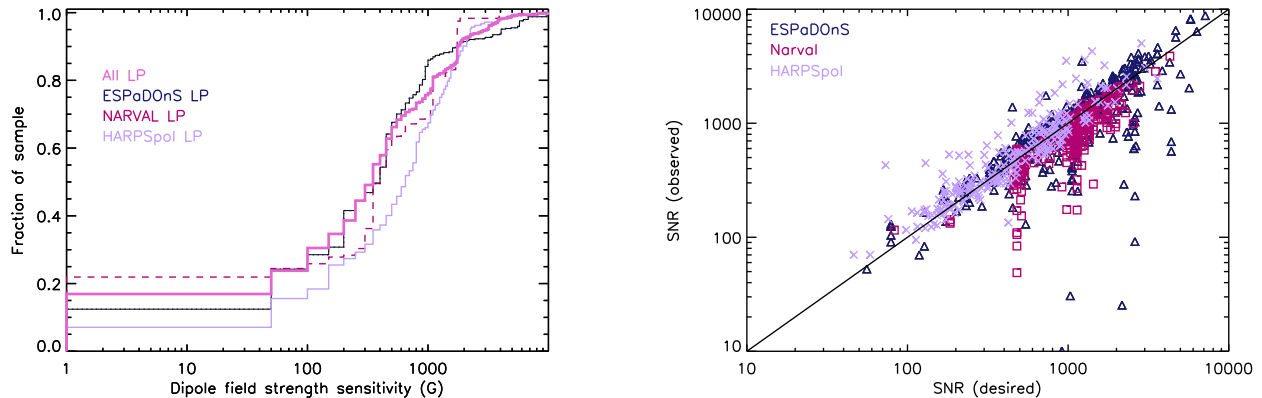 1.0
0.8
0.6
0.4
0.2
0.0
Fraction of sample
All LP
ESPaDOnS LP
NARVAL LP
HARPSpol LP
1 10 100 1000
Dipole field strength sensitivity (G)
10000
1000
100
10
SNR (observed)
ESPaDOnS
Narval
HARPSpol
10 100 1000 10000
SNR (desired)